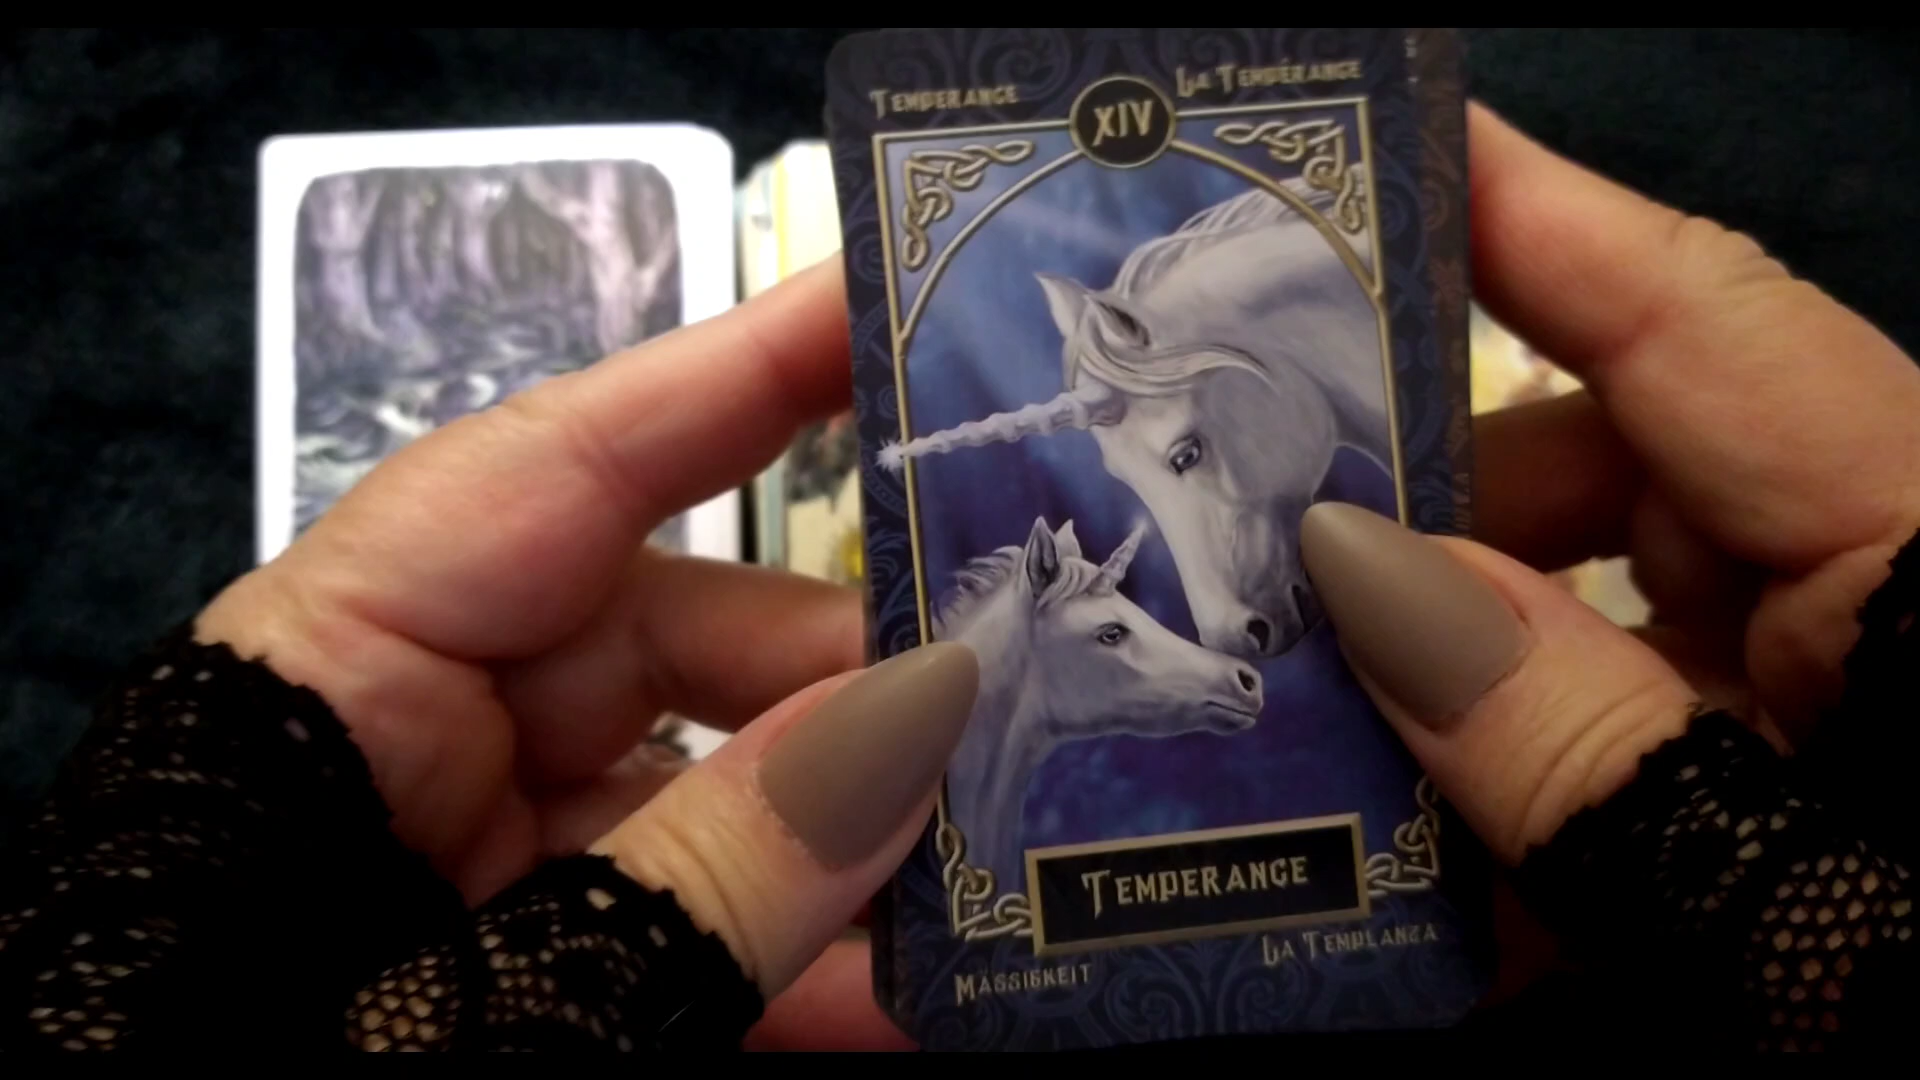 Temperance
XIV
La Tempérance
Temperance
Mässigkeit
La Templanza